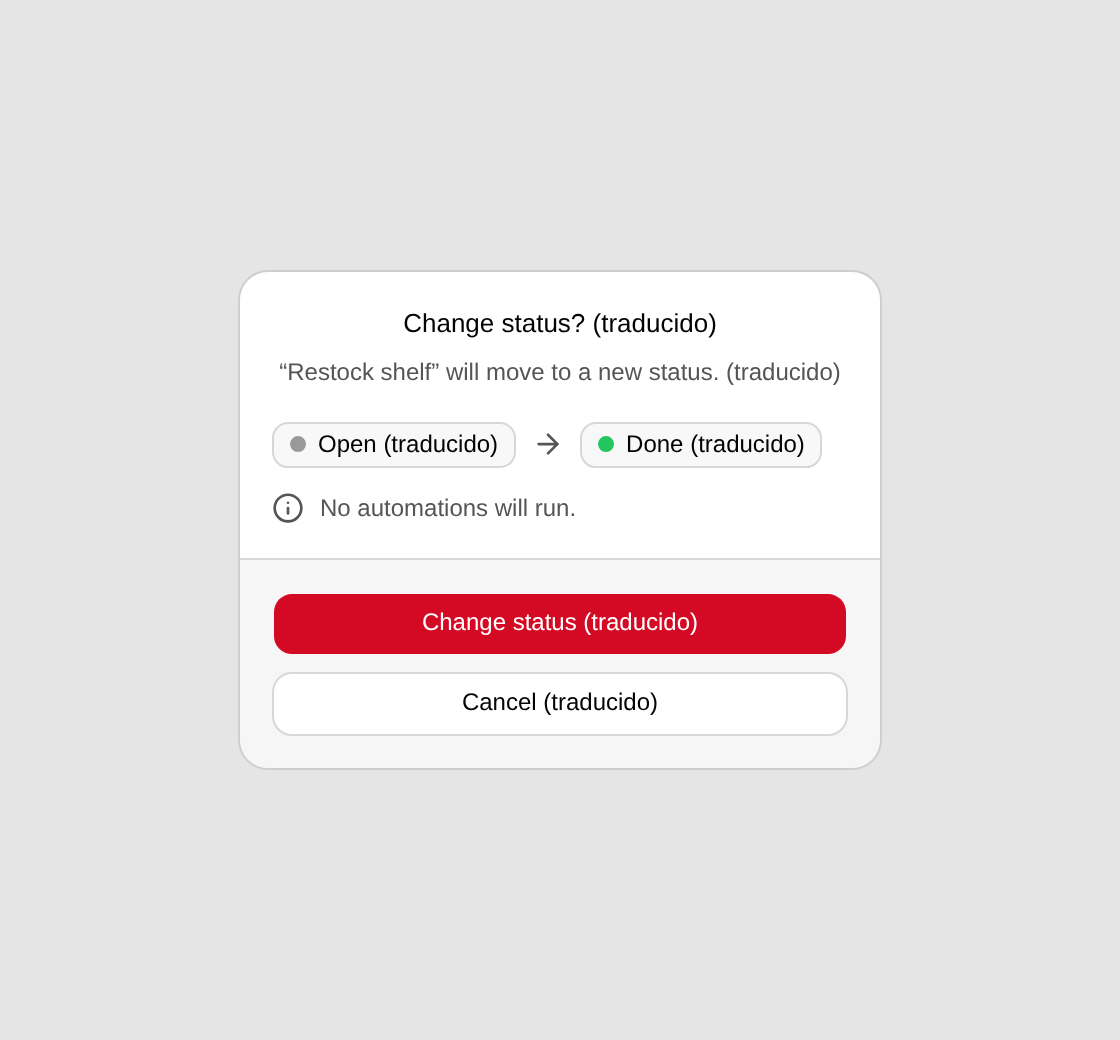 Change status? (traducido)
“Restock shelf” will move to a new status. (traducido)
Open (traducido)
Done (traducido)
No automations will run.
Change status (traducido)
Cancel (traducido)